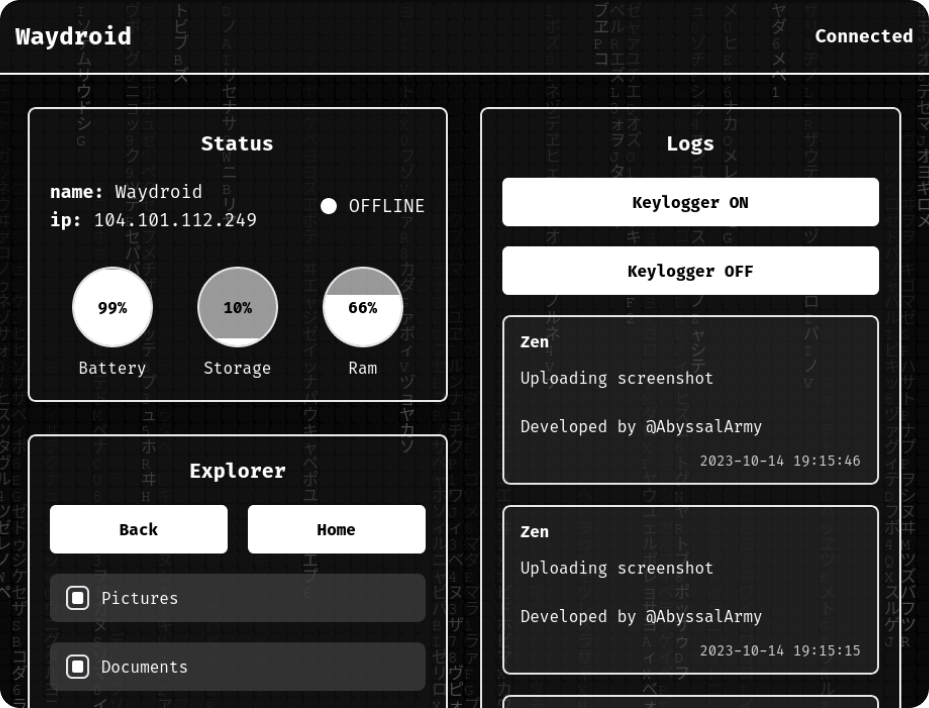 Waydroid
Connected
Status
name: Waydroid
ip: 104.101.112.249
OFFLINE
99%
10%
66%
Battery
Storage
Ram
Explorer
Back
Home
Pictures
Documents
Logs
Keylogger ON
Keylogger OFF
Zen
Uploading screenshot
Developed by @AbyssalArmy
2023-10-14 19:15:46
Zen
Uploading screenshot
Developed by @AbyssalArmy
2023-10-14 19:15:15